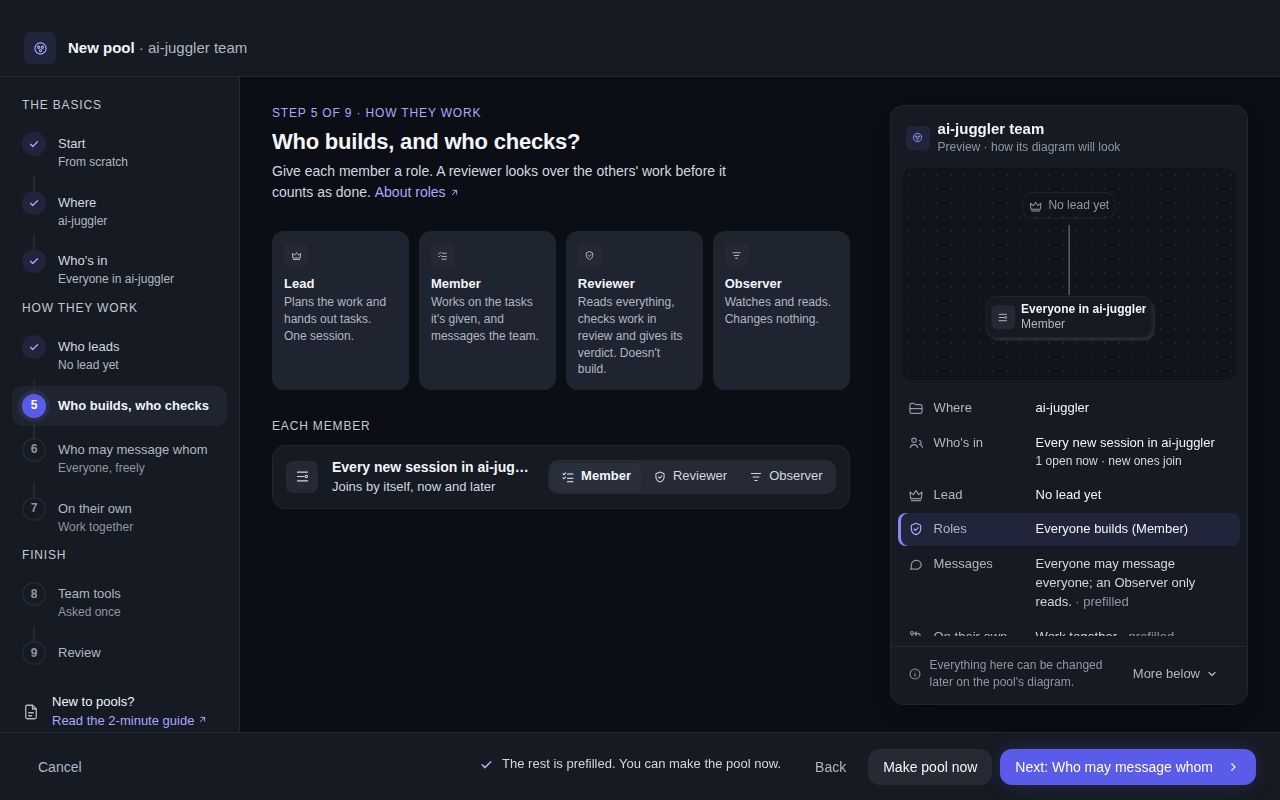 New pool · ai-juggler team
THE BASICS
Start
From scratch
Where
ai-juggler
Who's in
Everyone in ai-juggler
HOW THEY WORK
Who leads
No lead yet
5 Who builds, who checks
6 Who may message whom
Everyone, freely
7 On their own
Work together
FINISH
8 Team tools
Asked once
9 Review
New to pools?
Read the 2-minute guide
STEP 5 OF 9 · HOW THEY WORK
Who builds, and who checks?
Give each member a role. A reviewer looks over the others' work before it
counts as done. About roles
Lead
Plans the work and
hands out tasks.
One session.
Member
Works on the tasks
it's given, and
messages the team.
Reviewer
Reads everything,
checks work in
review and gives its
verdict. Doesn't
build.
Observer
Watches and reads.
Changes nothing.
EACH MEMBER
Every new session in ai-jug…
Joins by itself, now and later
Member Reviewer Observer
ai-juggler team
Preview · how its diagram will look
No lead yet
Everyone in ai-juggler
Member
Where ai-juggler
Who's in Every new session in ai-juggler
1 open now · new ones join
Lead No lead yet
Roles Everyone builds (Member)
Messages Everyone may message
everyone; an Observer only
reads. · prefilled
On their own Work together · prefilled
Everything here can be changed
later on the pool's diagram.
More below
Cancel
The rest is prefilled. You can make the pool now.
Back
Make pool now
Next: Who may message whom